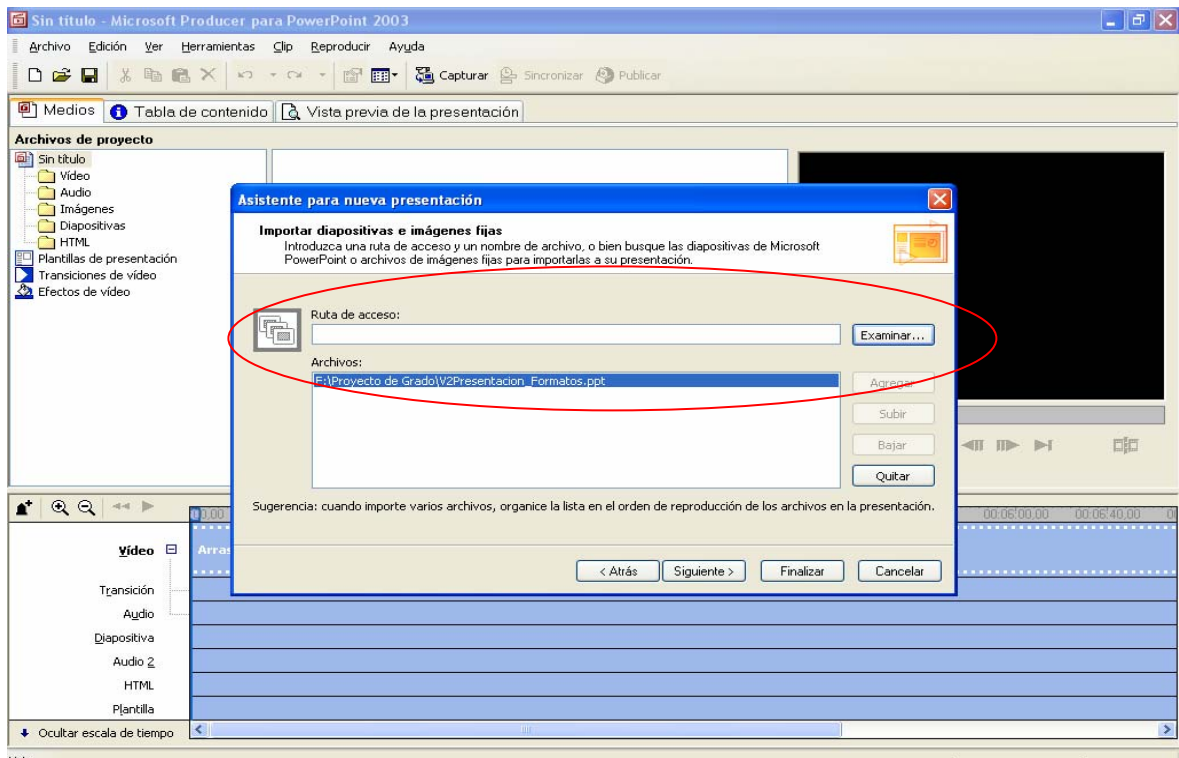 Sin título - Microsoft Producer para PowerPoint 2003
Archivo Edición Ver Herramientas Clip Reproducir Ayuda
Capturar Sincronizar Publicar
Medios Tabla de contenido Vista previa de la presentación
Archivos de proyecto
Sin título
Vídeo
Audio
Imágenes
Diapositivas
HTML
Plantillas de presentación
Transiciones de vídeo
Efectos de vídeo
Asistente para nueva presentación
Importar diapositivas e imágenes fijas
Introduzca una ruta de acceso y un nombre de archivo, o bien busque las diapositivas de Microsoft
PowerPoint o archivos de imágenes fijas para importarlas a su presentación.
Ruta de acceso:
Examinar...
Archivos:
E:\Proyecto de Grado\V2Presentacion_Formatos.ppt
Agregar
Subir
Bajar
Quitar
Sugerencia: cuando importe varios archivos, organice la lista en el orden de reproducción de los archivos en la presentación.
< Atrás Siguiente > Finalizar Cancelar
00:06:00,00 00:06:40,00
Vídeo
Transición
Audio
Diapositiva
Audio 2
HTML
Plantilla
Ocultar escala de tiempo